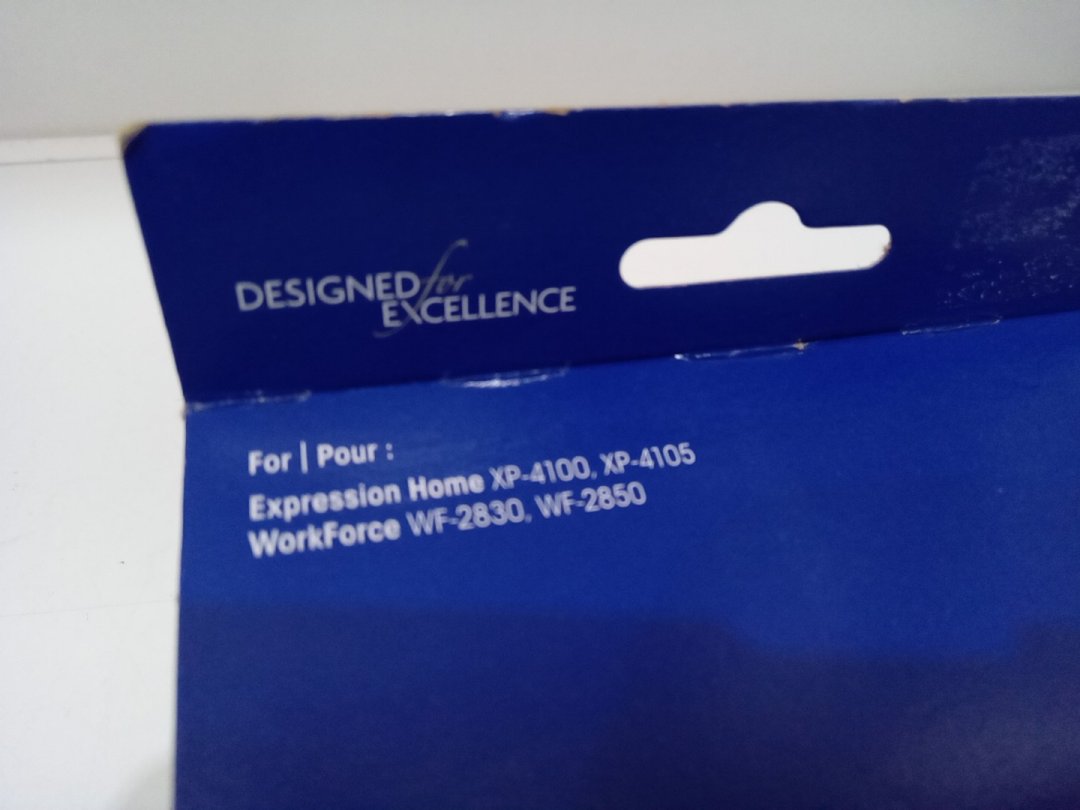 DESIGNED for
EXCELLENCE
For | Pour :
Expression Home XP-4100, XP-4105
WorkForce WF-2830, WF-2850